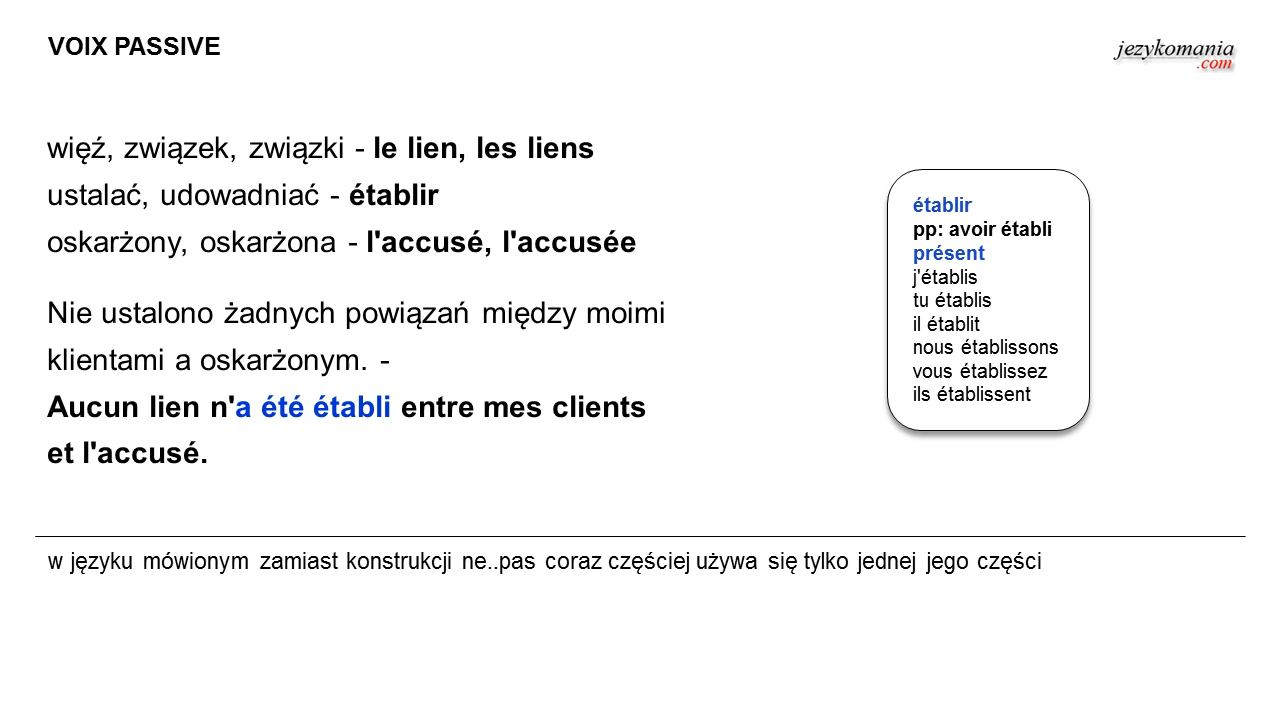 VOIX PASSIVE
jezykomania
.com
więź, związek, związki - le lien, les liens
ustalać, udowadniać - établir
oskarżony, oskarżona - l'accusé, l'accusée
Nie ustalono żadnych powiązań między moimi
klientami a oskarżonym. -
Aucun lien n'a été établi entre mes clients
et l'accusé.
établir
pp: avoir établi
présent
j'établis
tu établis
il établit
nous établissons
vous établissez
ils établissent
w języku mówionym zamiast konstrukcji ne..pas coraz częściej używa się tylko jednej jego części